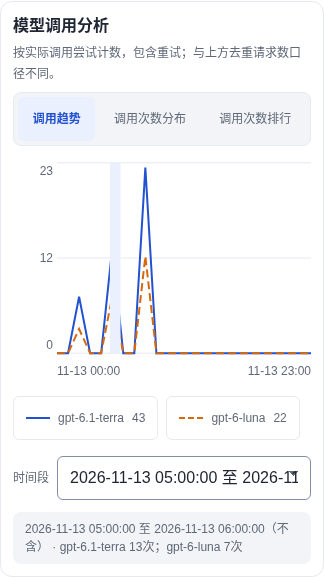 模型调用分析
按实际调用尝试计数，包含重试；与上方去重请求数口
径不同。
调用趋势 调用次数分布 调用次数排行
23
12
0
11-13 00:00 11-13 23:00
gpt-6.1-terra 43 gpt-6-luna 22
时间段 2026-11-13 05:00:00 至 2026-11
2026-11-13 05:00:00 至 2026-11-13 06:00:00（不
含） · gpt-6.1-terra 13次；gpt-6-luna 7次